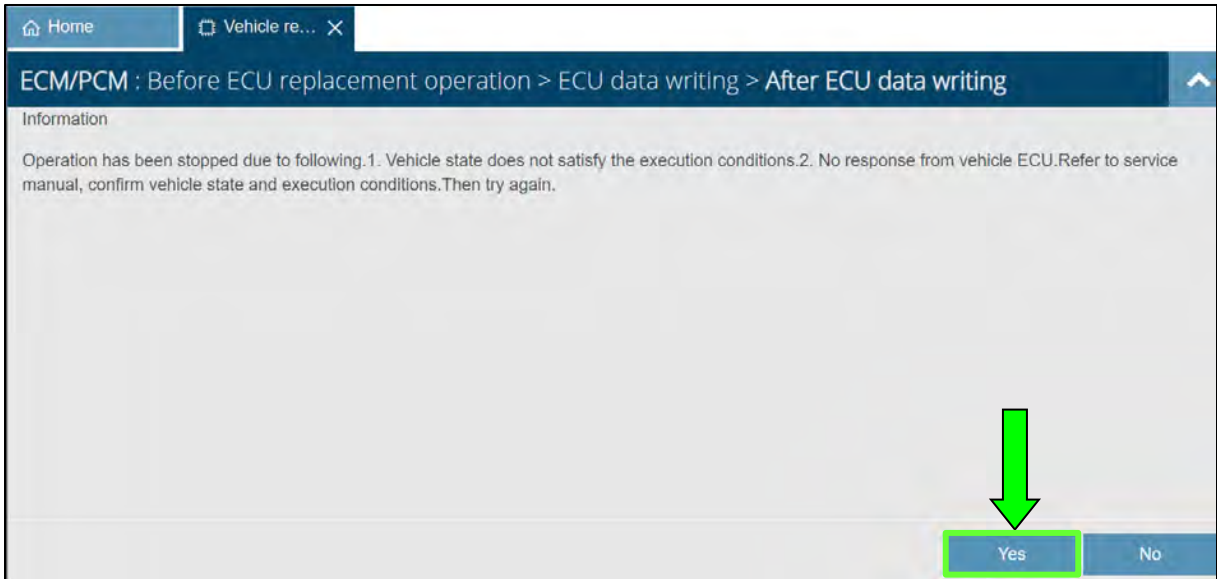 Home
Vehicle re...
ECM/PCM : Before ECU replacement operation > ECU data writing > After ECU data writing
Information
Operation has been stopped due to following.1. Vehicle state does not satisfy the execution conditions.2. No response from vehicle ECU.Refer to service
manual, confirm vehicle state and execution conditions.Then try again.
Yes
No